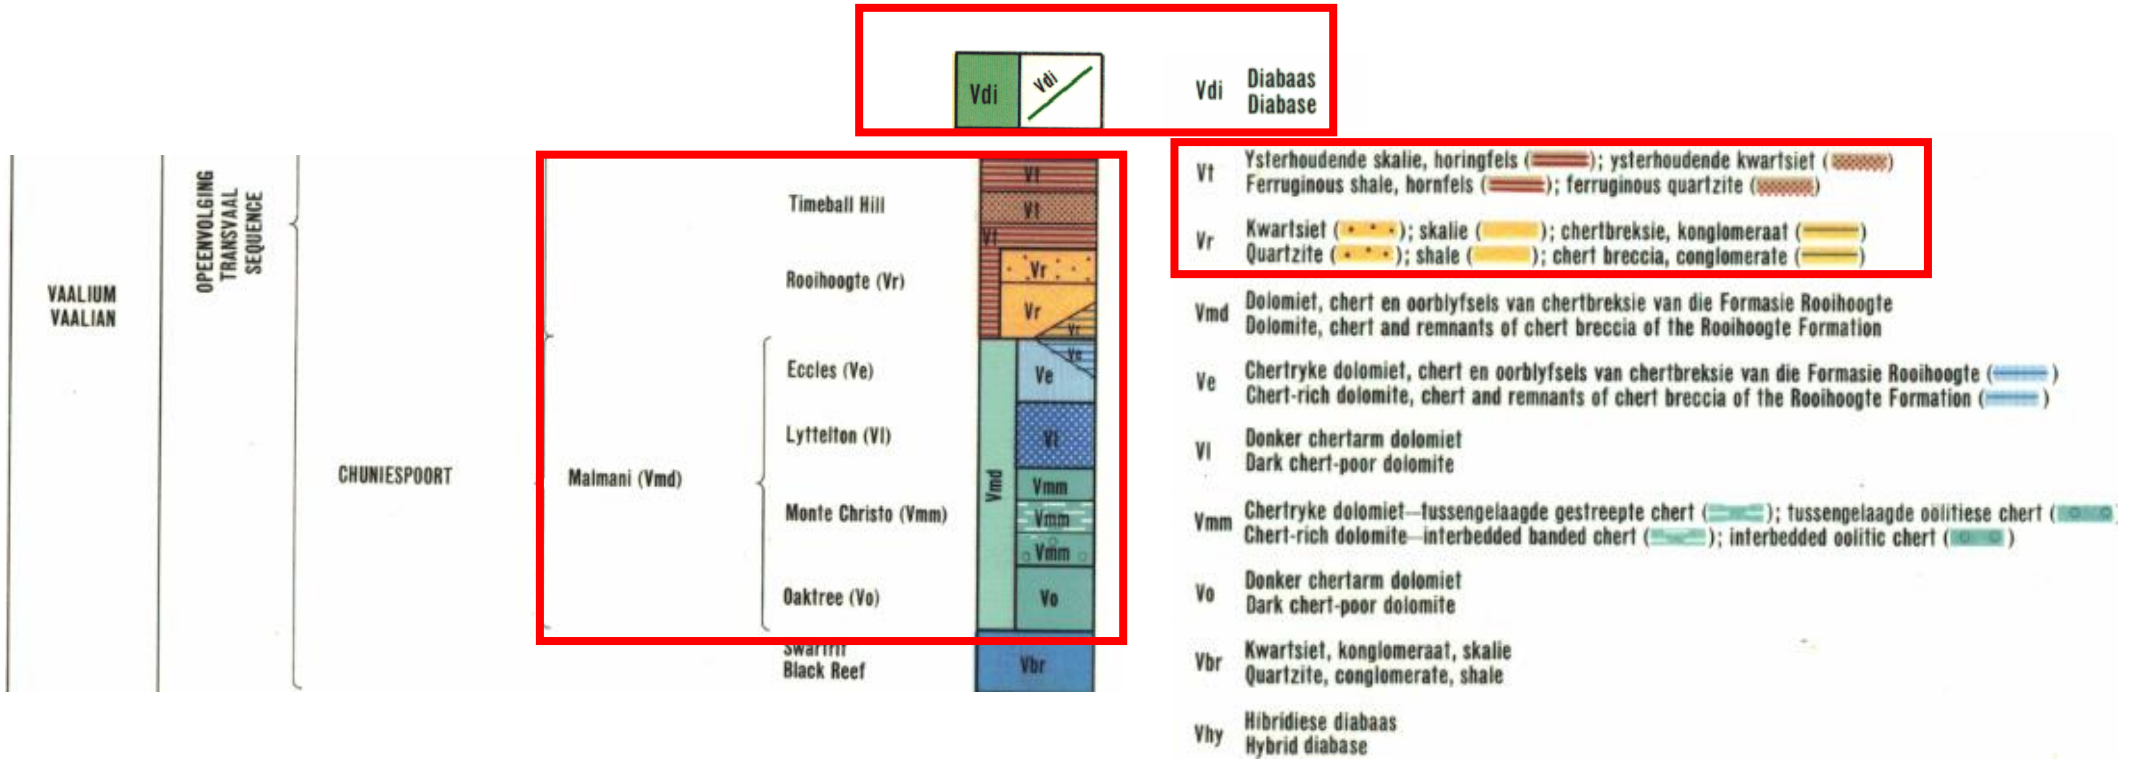 Vdi
Vdi
Vdi
Diabaas
Diabase
VAALIUM
VAALIAN
OPEENVOLGING
TRANSVAAL
SEQUENCE
CHUNIESPOORT
Malmani (Vmd)
Timeball Hill
Rooihoogte (Vr)
Eccles (Ve)
Lyttelton (Vl)
Monte Christo (Vmm)
Oaktree (Vo)
Swartrif
Black Reef
Vt
Vt
Vt
Vr
Vr
Vr
Ve
Ve
Vl
Vmd
Vmm
Vmm
Vmm
Vo
Vbr
Vt
Ysterhoudende skalie, horingfels ( ); ysterhoudende kwartsiet ( )
Ferruginous shale, hornfels ( ); ferruginous quartzite ( )
Vr
Kwartsiet ( ); skalie ( ); chertbreksie, konglomeraat ( )
Quartzite ( ); shale ( ); chert breccia, conglomerate ( )
Vmd
Dolomiet, chert en oorblyfsels van chertbreksie van die Formasie Rooihoogte
Dolomite, chert and remnants of chert breccia of the Rooihoogte Formation
Ve
Chertryke dolomiet, chert en oorblyfsels van chertbreksie van die Formasie Rooihoogte ( )
Chert-rich dolomite, chert and remnants of chert breccia of the Rooihoogte Formation ( )
Vl
Donker chertarm dolomiet
Dark chert-poor dolomite
Vmm
Chertryke dolomiet—tussengelaagde gestreepte chert ( ); tussengelaagde oölitiese chert (
Chert-rich dolomite—interbedded banded chert ( ); interbedded oolitic chert ( )
Vo
Donker chertarm dolomiet
Dark chert-poor dolomite
Vbr
Kwartsiet, konglomeraat, skalie
Quartzite, conglomerate, shale
Vhy
Hibridiese diabaas
Hybrid diabase